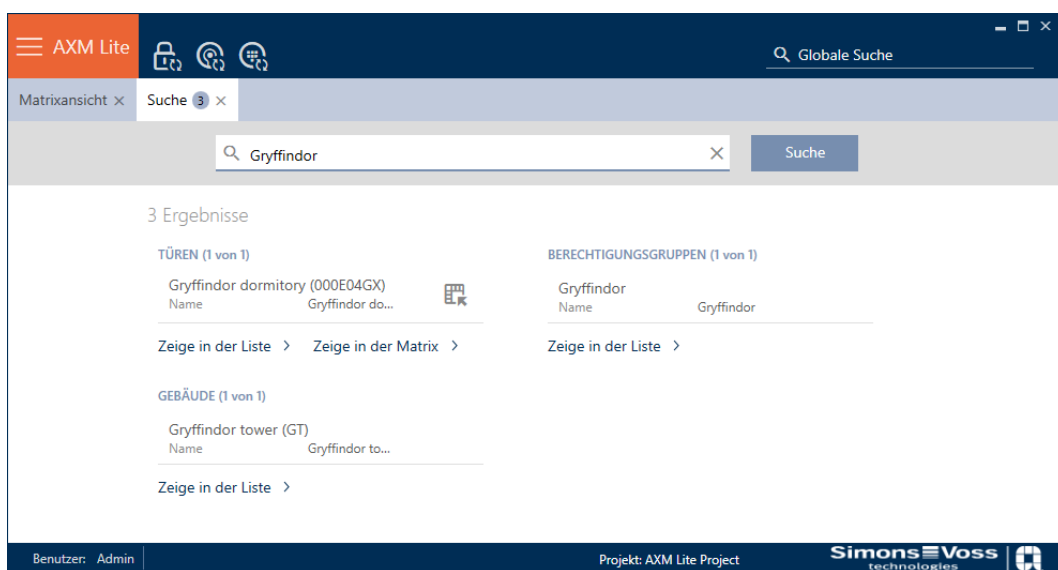 AXM Lite
Globale Suche
Matrixansicht
Suche 3
Gryffindor
Suche
3 Ergebnisse
TÜREN (1 von 1)
Gryffindor dormitory (000E04GX)
Name Gryffindor do...
Zeige in der Liste > Zeige in der Matrix >
BERECHTIGUNGSGRUPPEN (1 von 1)
Gryffindor
Name Gryffindor
Zeige in der Liste >
GEBÄUDE (1 von 1)
Gryffindor tower (GT)
Name Gryffindor to...
Zeige in der Liste >
Benutzer: Admin
Projekt: AXM Lite Project
Simons Voss
technologies